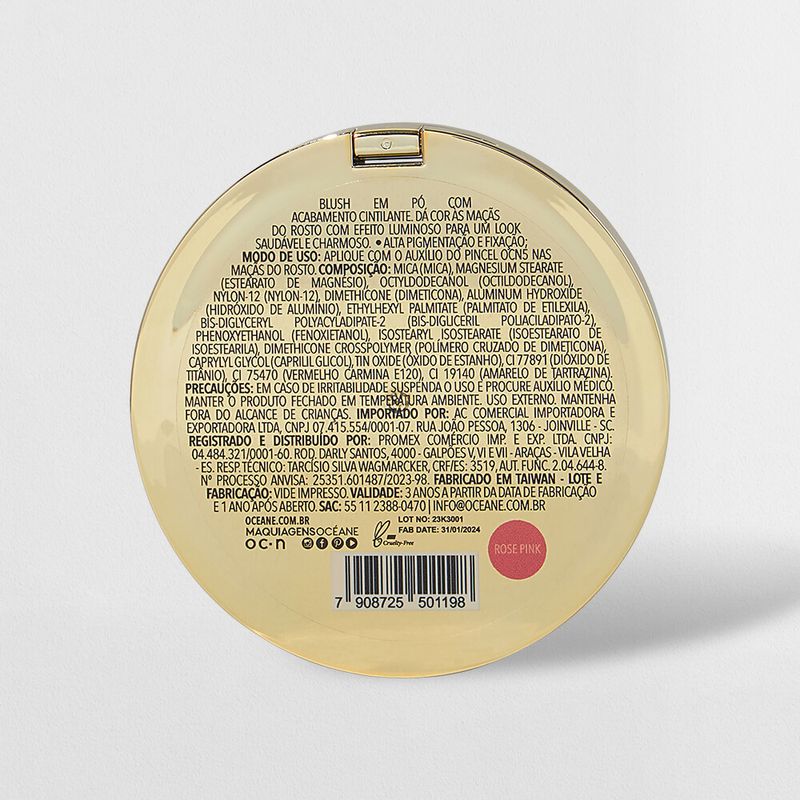 BLUSH EM PÓ COM
ACABAMENTO CINTILANTE. DÁ COR ÀS MAÇÃS
DO ROSTO COM EFEITO LUMINOSO PARA UM LOOK
SAUDÁVEL E CHARMOSO. • ALTA PIGMENTAÇÃO E FIXAÇÃO;
MODO DE USO: APLIQUE COM O AUXÍLIO DO PINCEL OCN5 NAS
MAÇAS DO ROSTO. COMPOSIÇÃO: MICA (MICA), MAGNESIUM STEARATE
(ESTEARATO DE MAGNÉSIO), OCTYLDODECANOL (OCTILDODECANOL),
NYLON-12 (NYLON-12), DIMETHICONE (DIMETICONA), ALUMINUM HYDROXIDE
(HIDRÓXIDO DE ALUMÍNIO), ETHYLHEXYL PALMITATE (PALMITATO DE ETILEXILA),
BIS-DIGLYCERYL POLYACYLADIPATE-2 (BIS-DIGLICERIL POLIACILADIPATO-2),
PHENOXYETHANOL (FENOXIETANOL), ISOSTEARYL ISOSTEARATE (ISOESTEARATO DE
ISOESTEARILA), DIMETHICONE CROSSPOLYMER (POLÍMERO CRUZADO DE DIMETICONA),
CAPRYLYL GLYCOL (CAPRILIL GLICOL), TIN OXIDE (ÓXIDO DE ESTANHO), CI 77891 (DIÓXIDO DE
TITÂNIO), CI 75470 (VERMELHO CARMINA E120), CI 19140 (AMARELO DE TARTRAZINA).
PRECAUÇÕES: EM CASO DE IRRITABILIDADE SUSPENDA O USO E PROCURE AUXÍLIO MÉDICO.
MANTER O PRODUTO FECHADO EM TEMPERATURA AMBIENTE. USO EXTERNO. MANTENHA
FORA DO ALCANCE DE CRIANÇAS. IMPORTADO POR: AC COMERCIAL IMPORTADORA E
EXPORTADORA LTDA, CNPJ 07.415.554/0001-07. RUA JOÃO PESSOA, 1306 - JOINVILLE - SC.
REGISTRADO E DISTRIBUÍDO POR: PROMEX COMÉRCIO IMP. E EXP. LTDA. CNPJ:
04.484.321/0001-60. ROD. DARLY SANTOS, 4000 - GALPÕES V, VI E VII - ARAÇAS - VILA VELHA
- ES. RESP. TÉCNICO: TARCÍSIO SILVA WAGMARCKER, CRF/ES: 3519, AUT. FUNC. 2.04.644-8.
N° PROCESSO ANVISA: 25351.601487/2023-98. FABRICADO EM TAIWAN - LOTE E
FABRICAÇÃO: VIDE IMPRESSO. VALIDADE: 3 ANOS A PARTIR DA DATA DE FABRICAÇÃO
E 1 ANO APÓS ABERTO. SAC: 55 11 2388-0470 | INFO@OCEANE.COM.BR
OCEANE.COM.BR
MAQUIAGENSOCÉANE
oc•n
Cruelty-Free
LOT NO: 23K3001
FAB DATE: 31/01/2024
ROSE PINK
7 908725 501198